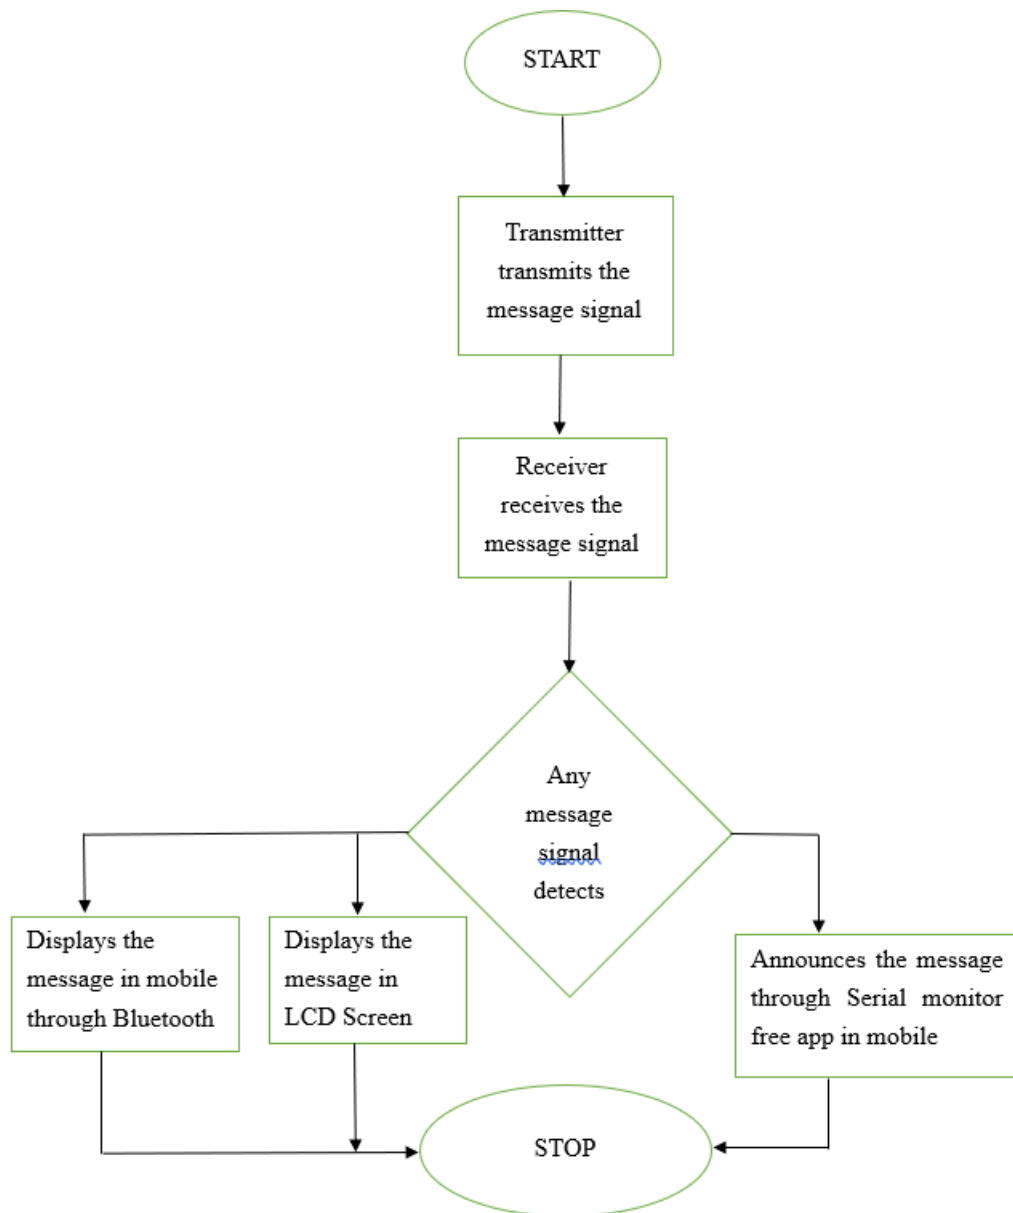 START
Transmitter
transmits the
message signal
Receiver
receives the
message signal
Any
message
signal
detects
Displays the
message in mobile
through Bluetooth
Displays the
message in
LCD Screen
Announces the message
through Serial monitor
free app in mobile
STOP